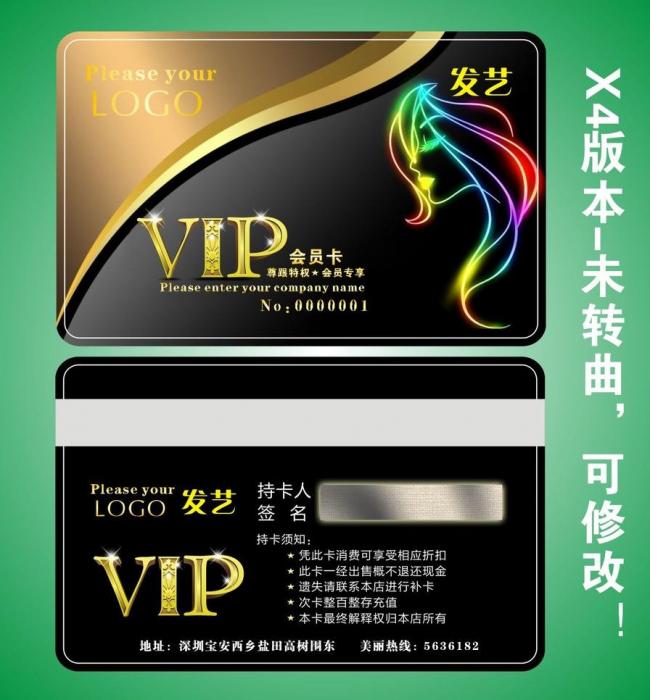 Please your
LOGO
发艺
VIP 会员卡
尊跟特权★会员专享
Please enter your company name
No:0000001
X4版本-未转曲，可修改！
Please your
LOGO
发艺
VIP
持卡人
签 名
持卡须知:
★ 凭此卡消费可享受相应折扣
★ 此卡一经出售概不退还现金
★ 遗失请联系本店进行补卡
★ 次卡整百整存充值
★ 本卡最终解释权归本店所有
地址: 深圳宝安西乡盐田高树围东 美丽热线: 5636182